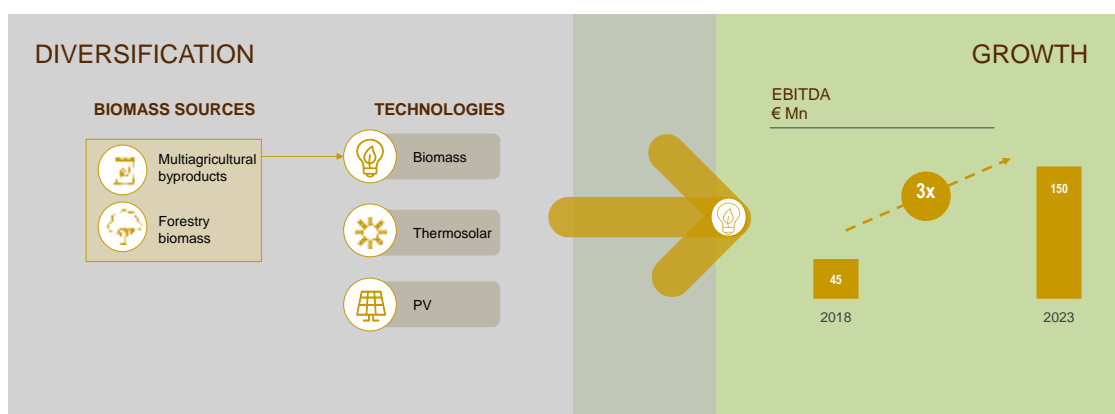 DIVERSIFICATION
GROWTH
BIOMASS SOURCES
TECHNOLOGIES
EBITDA
€ Mn
Multiagricultural
byproducts
Biomass
Forestry
biomass
Thermosolar
PV
3x
150
45
2018
2023